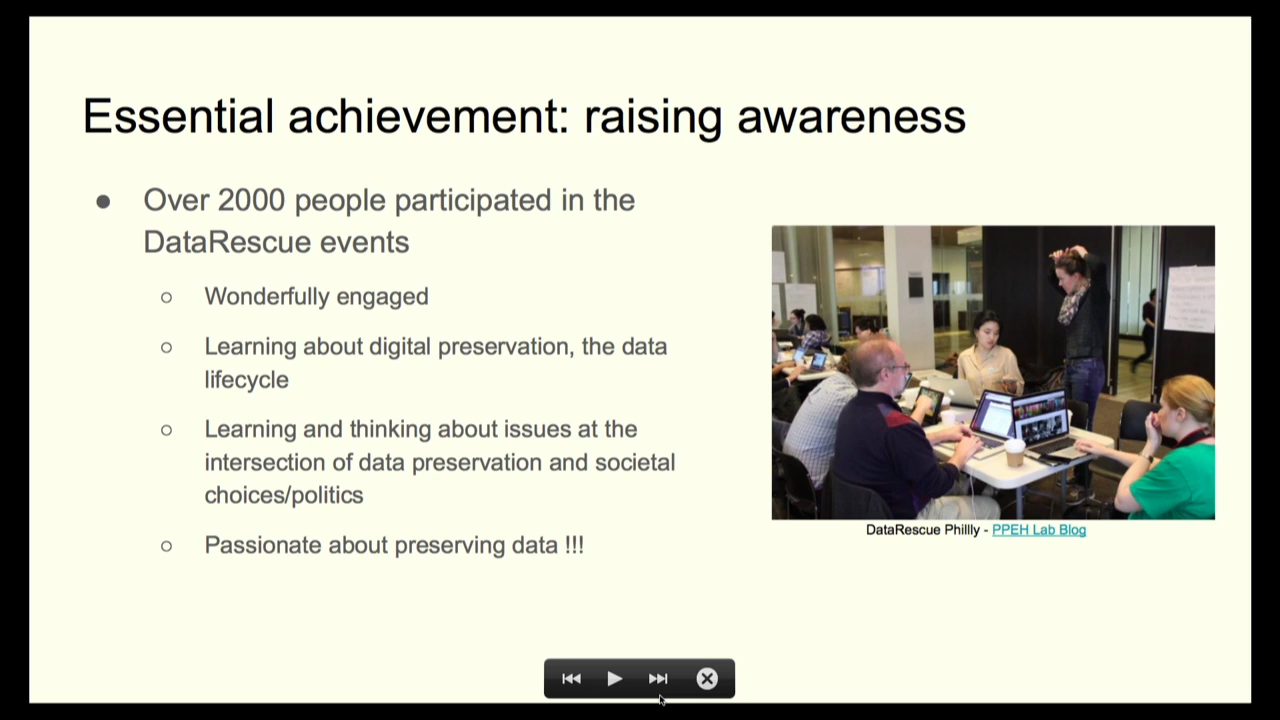 Essential achievement: raising awareness
● Over 2000 people participated in the
DataRescue events
○ Wonderfully engaged
○ Learning about digital preservation, the data
lifecycle
○ Learning and thinking about issues at the
intersection of data preservation and societal
choices/politics
○ Passionate about preserving data !!!
DataRescue Phillly - PPEH Lab Blog